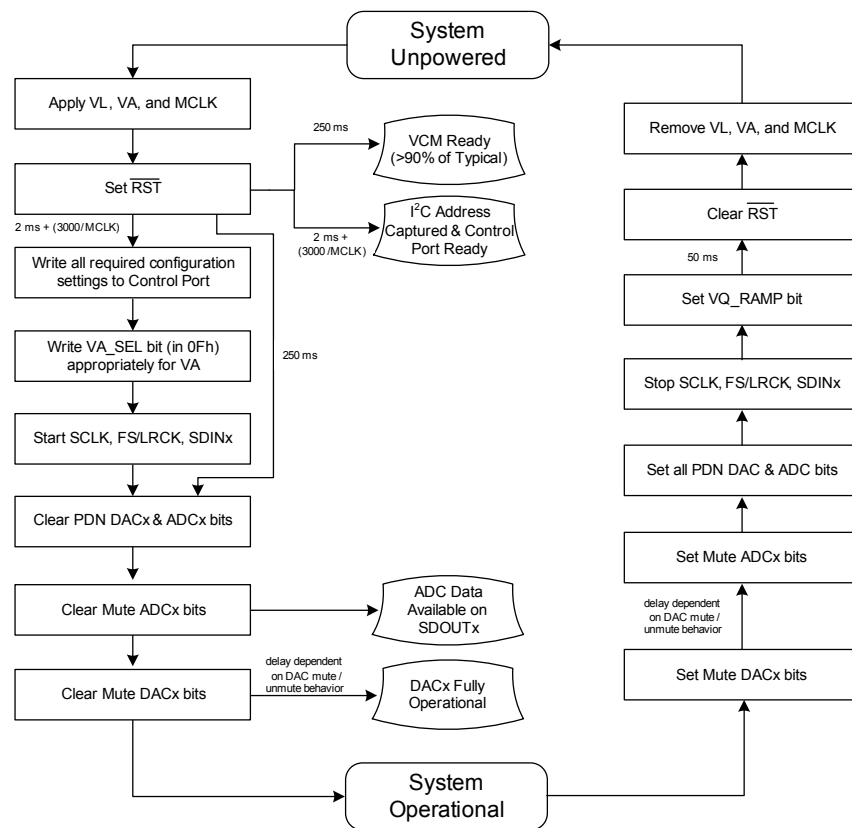 System
Unpowered
Apply VL, VA, and MCLK
Set RST
250 ms
VCM Ready
(>90% of Typical)
2 ms +
(3000/MCLK)
I²C Address
Captured & Control
Port Ready
2 ms + (3000/MCLK)
Write all required configuration
settings to Control Port
Write VA_SEL bit (in 0Fh)
appropriately for VA
250 ms
Start SCLK, FS/LRCK, SDINx
Clear PDN DACx & ADCx bits
Clear Mute ADCx bits
ADC Data
Available on
SDOUTx
Clear Mute DACx bits
delay dependent
on DAC mute /
unmute behavior
DACx Fully
Operational
System
Operational
Set Mute DACx bits
delay dependent
on DAC mute /
unmute behavior
Set Mute ADCx bits
Set all PDN DAC & ADC bits
Stop SCLK, FS/LRCK, SDINx
Set VQ_RAMP bit
50 ms
Clear RST
Remove VL, VA, and MCLK